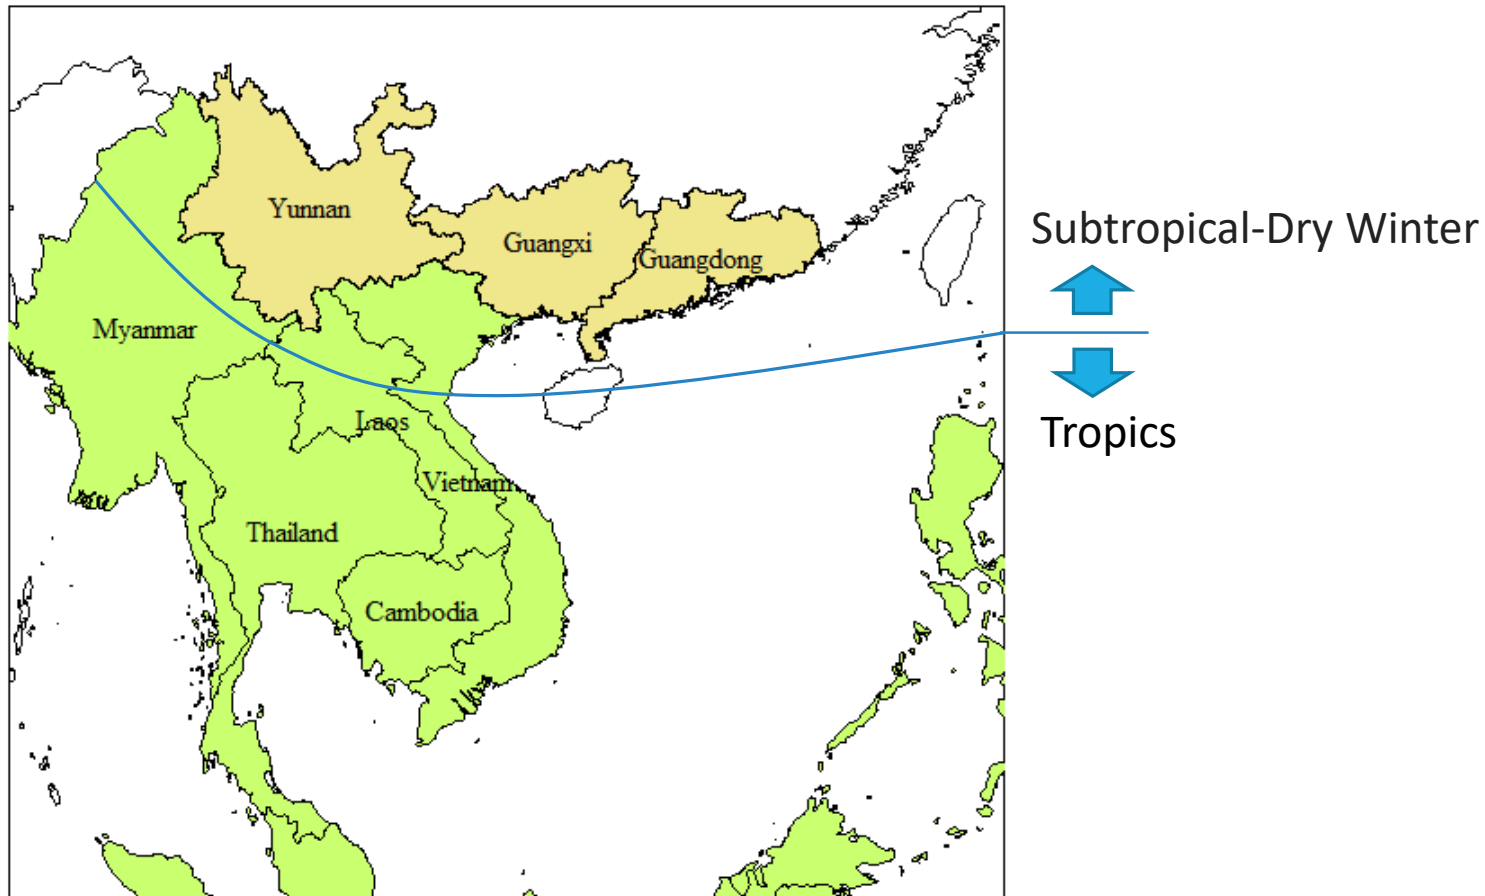 Yunnan
Guangxi
Guangdong
Myanmar
Laos
Vietnam
Thailand
Cambodia
Subtropical-Dry Winter
Tropics